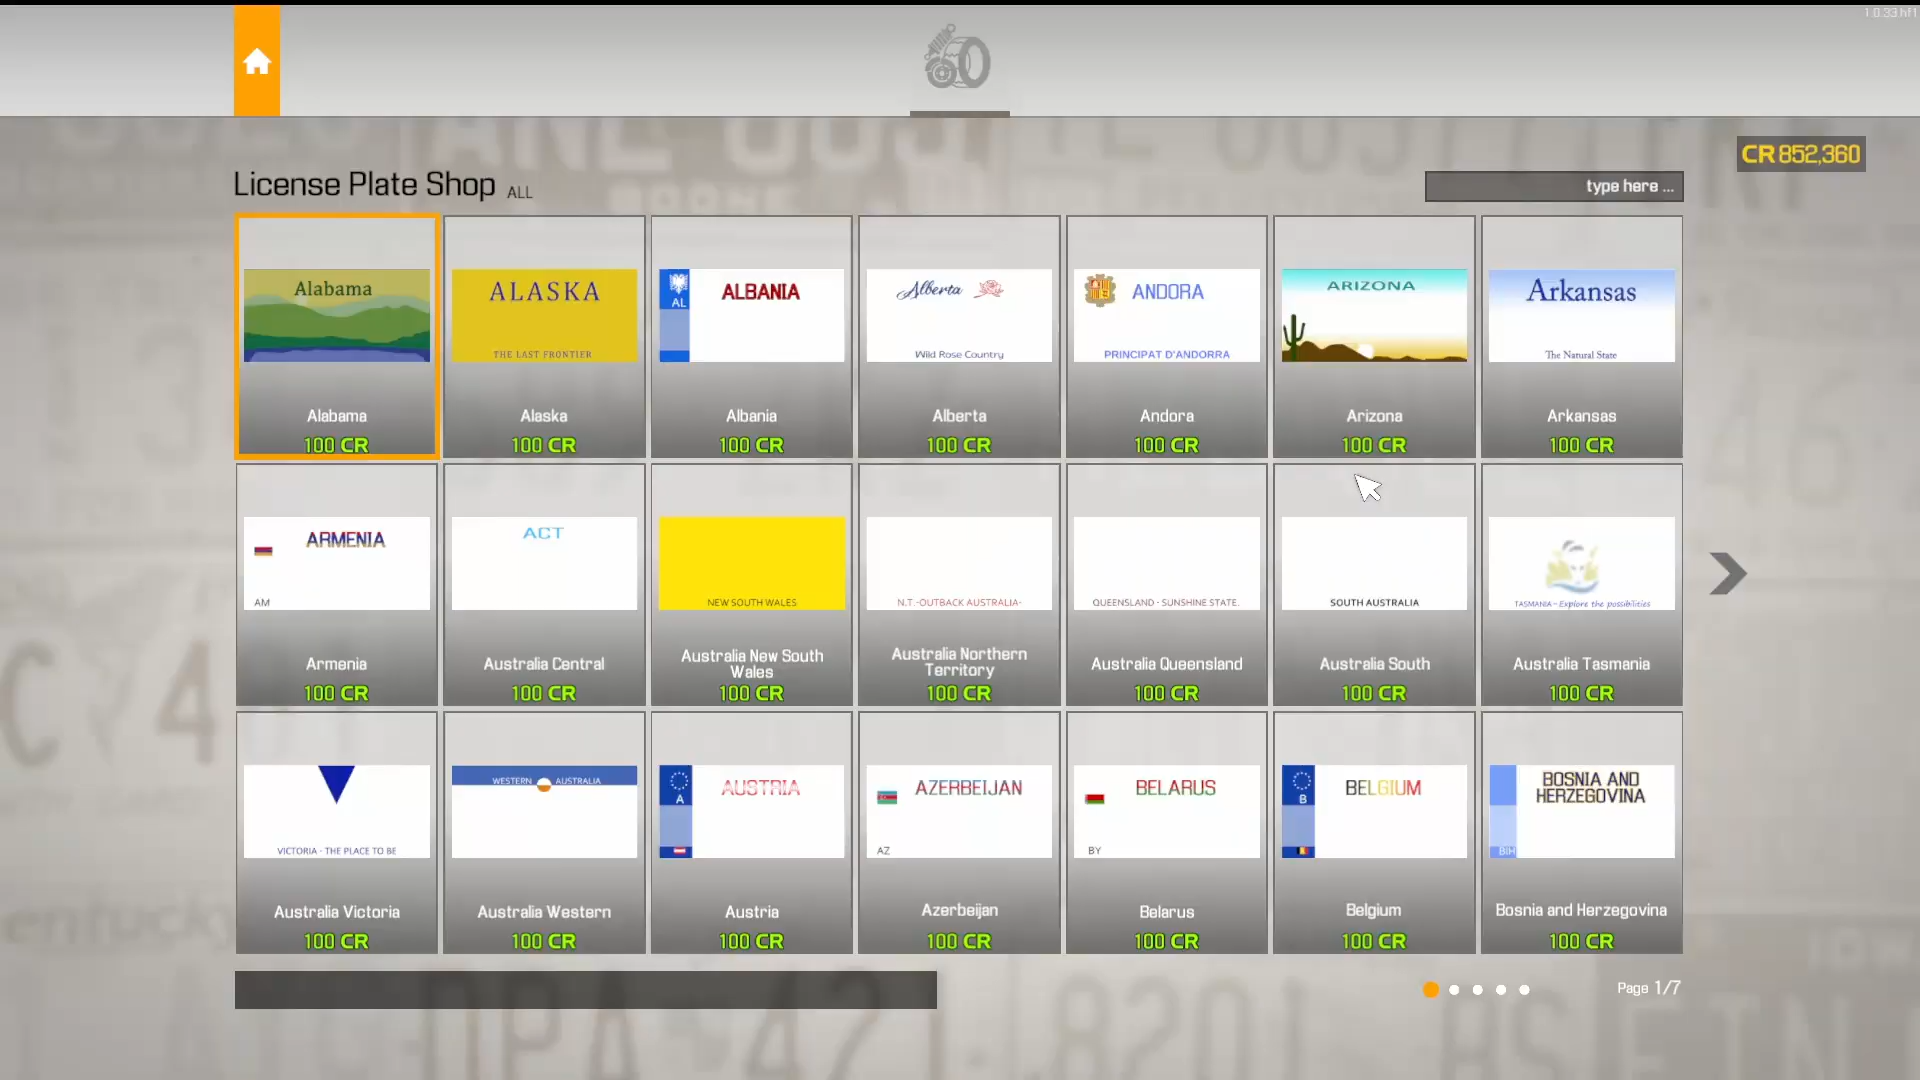 1.0.33.hf1
CR 852,360
License Plate Shop ALL
type here ...
Alabama
ALASKA
THE LAST FRONTIER
AL
ALBANIA
Alberta
Wild Rose Country
ANDORRA
PRINCIPAT D'ANDORRA
ARIZONA
Arkansas
The Natural State
Alabama
100 CR
Alaska
100 CR
Albania
100 CR
Alberta
100 CR
Andora
100 CR
Arizona
100 CR
Arkansas
100 CR
ARMENIA
AM
ACT
NEW SOUTH WALES
N.T.-OUTBACK AUSTRALIA-
QUEENSLAND - SUNSHINE STATE.
SOUTH AUSTRALIA
TASMANIA - Explore the possibilities
Armenia
100 CR
Australia Central
100 CR
Australia New South
Wales
100 CR
Australia Northern
Territory
100 CR
Australia Queensland
100 CR
Australia South
100 CR
Australia Tasmania
100 CR
VICTORIA - THE PLACE TO BE
WESTERN AUSTRALIA
A
AUSTRIA
AZERBEIJAN
AZ
BELARUS
BY
B
BELGIUM
BOSNIA AND
HERZEGOVINA
BIH
Australia Victoria
100 CR
Australia Western
100 CR
Austria
100 CR
Azerbeijan
100 CR
Belarus
100 CR
Belgium
100 CR
Bosnia and Herzegovina
100 CR
Page 1/7